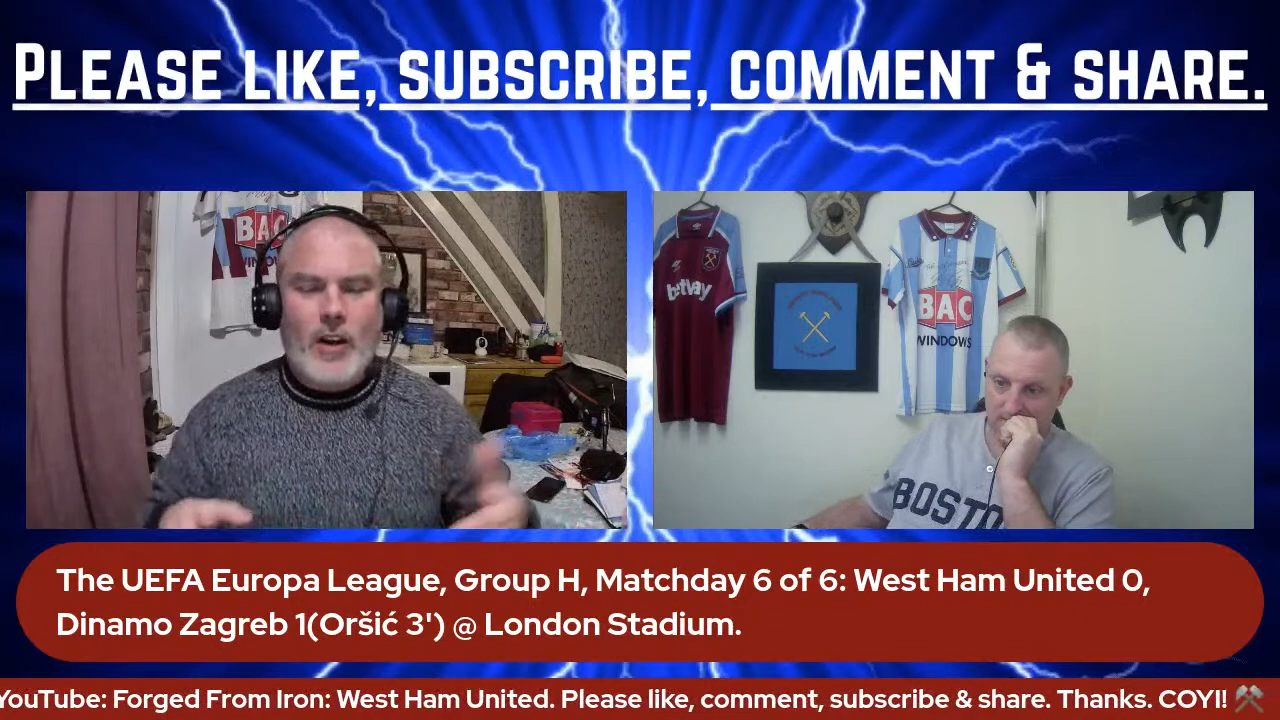 PLEASE LIKE, SUBSCRIBE, COMMENT & SHARE.
BAC
WINDO
betway
BAC
WINDOWS
BOSTO
The UEFA Europa League, Group H, Matchday 6 of 6: West Ham United 0,
Dinamo Zagreb 1(Oršić 3') @ London Stadium.
YouTube: Forged From Iron: West Ham United. Please like, comment, subscribe & share. Thanks. COYI! ⚒